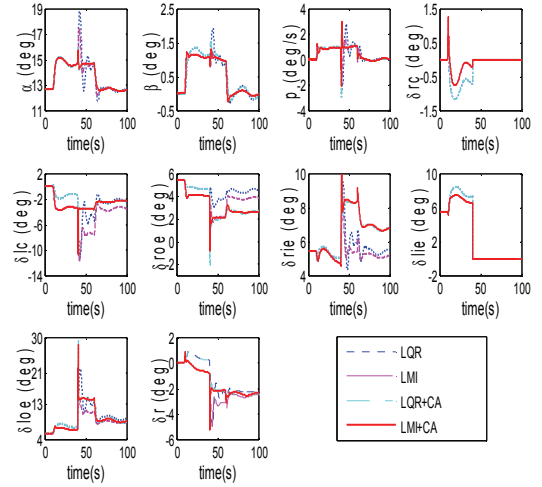 19
17
15
13
11
α (deg)
0 50 100
time(s)
2.5
1.6
0.7
-0.2
β (deg)
0 50 100
time(s)
4
2
0
-2
-4
p (deg/s)
0 50 100
time(s)
1.5
0.5
-0.5
-1.5
δrc (deg)
0 50 100
time(s)
2
-2
-6
-10
-14
δlc (deg)
0 50 100
time(s)
6
4
2
0
-2
δroe (deg)
0 50 100
time(s)
10
8
6
4
δrie (deg)
0 50 100
time(s)
10
6
2
-2
δlie (deg)
0 50 100
time(s)
30
21
13
4
δloe (deg)
0 50 100
time(s)
2
0
-2
-4
-6
δr (deg)
0 50 100
time(s)
LQR
LMI
LQR+CA
LMI+CA